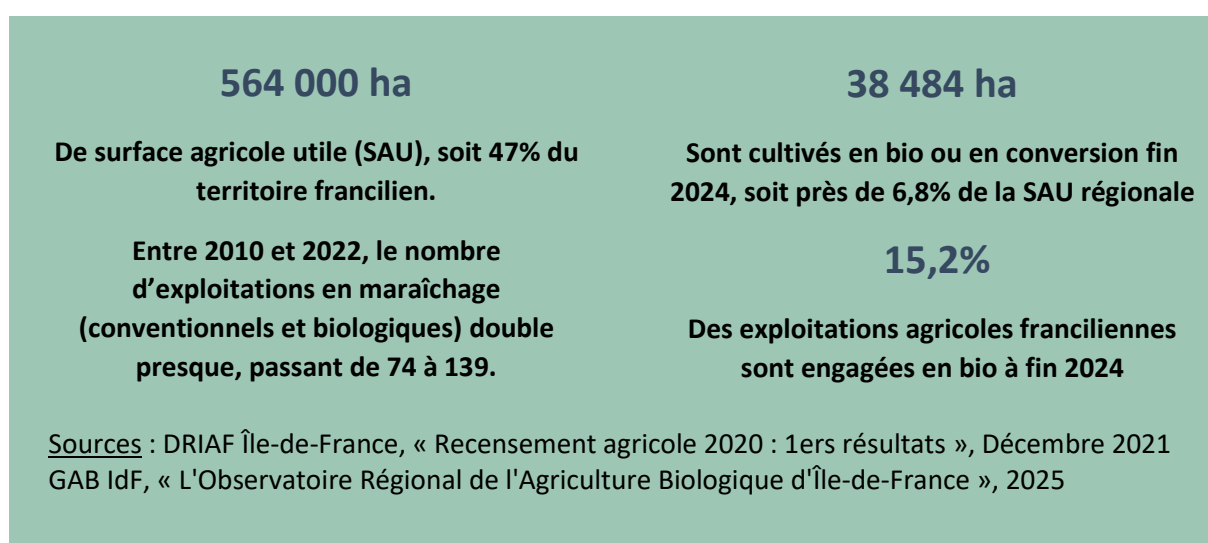 564 000 ha
De surface agricole utile (SAU), soit 47% du
territoire francilien.
Entre 2010 et 2022, le nombre
d’exploitations en maraîchage
(conventionnels et biologiques) double
presque, passant de 74 à 139.
38 484 ha
Sont cultivés en bio ou en conversion fin
2024, soit près de 6,8% de la SAU régionale
15,2%
Des exploitations agricoles franciliennes
sont engagées en bio à fin 2024
Sources : DRIAF Île-de-France, « Recensement agricole 2020 : 1ers résultats », Décembre 2021
GAB IdF, « L'Observatoire Régional de l'Agriculture Biologique d'Île-de-France », 2025